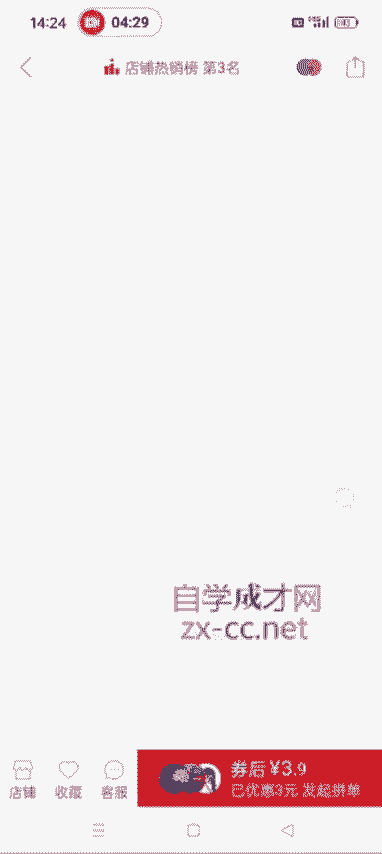 14:24
04:29
店铺热销榜 第3名
自学成才网
zx-cc.net
店铺
收藏
客服
券后 ¥3.9
已优惠3元 发起拼单